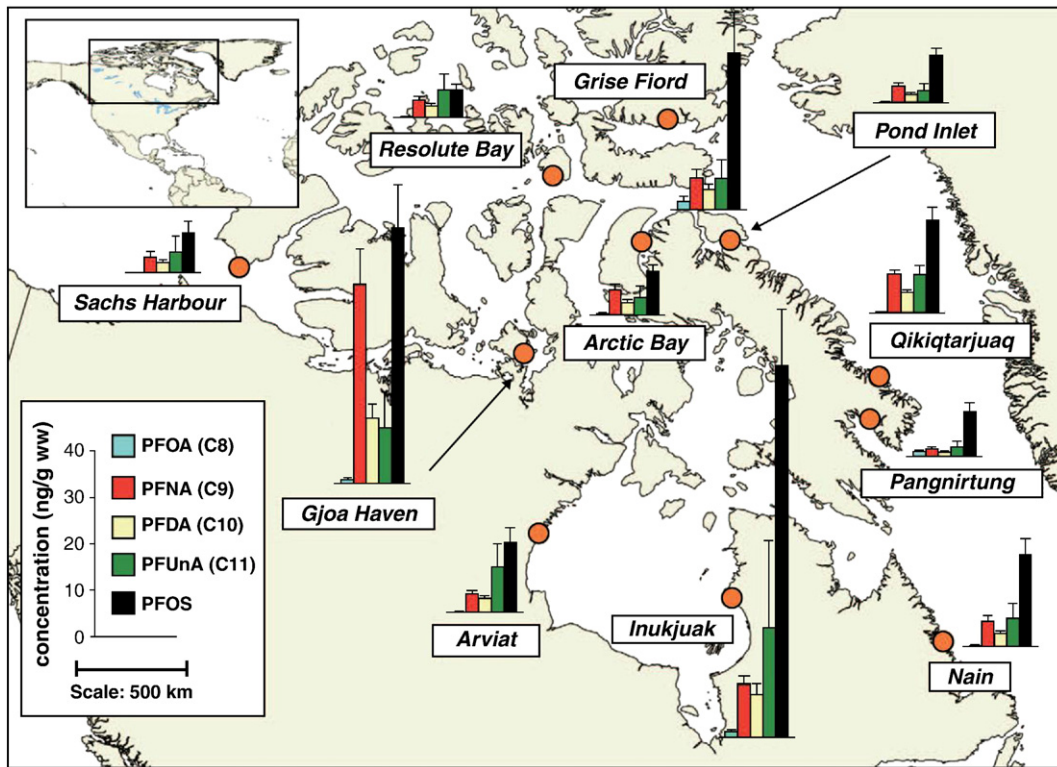 Grise Fiord
Pond Inlet
Resolute Bay
Sachs Harbour
Arctic Bay
Qikiqtarjuaq
Pangnirtung
Gjoa Haven
Arviat
Inukjuak
Nain
concentration (ng/g ww)
40
30
20
10
0
PFOA (C8)
PFNA (C9)
PFDA (C10)
PFUnA (C11)
PFOS
Scale: 500 km